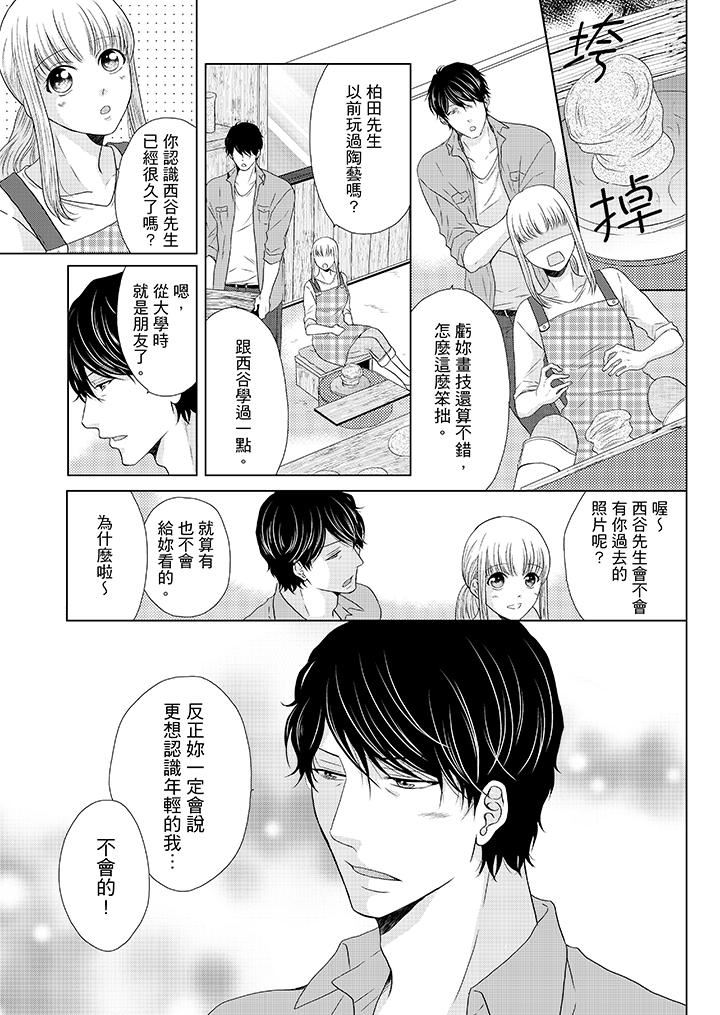 垮
掉
虧妳畫技還算不錯，
怎麼這麼笨拙。
柏田先生
以前玩過陶藝嗎？
跟西谷學過一點。
你認識西谷先生
已經很久了嗎？
嗯，
從大學時
就是朋友了。
喔～
西谷先生會不會
有你過去的
照片呢？
就算有
也不會
給妳看的。
為什麼啦～
反正妳一定會說
更想認識年輕的我…
不會的！